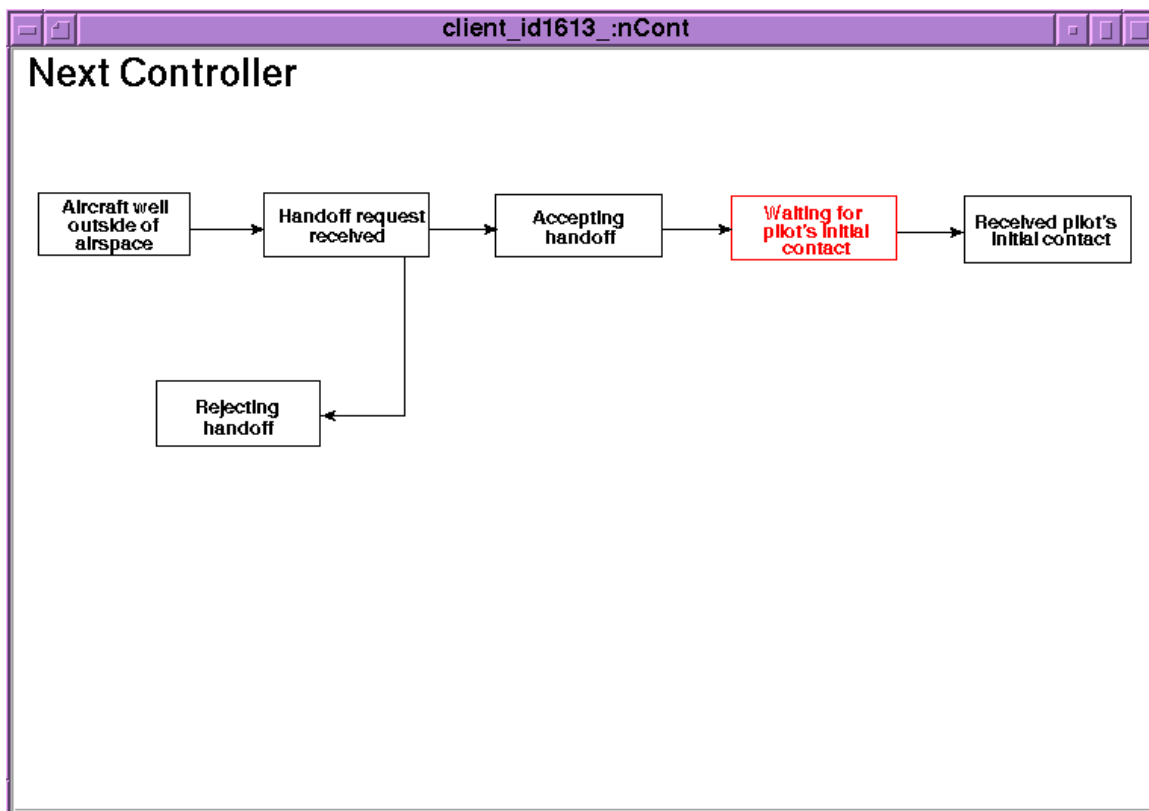 client_id1613_:nCont
Next Controller
Aircraft well
outside of
airspace
Handoff request
received
Accepting
handoff
Waiting for
pilot's initial
contact
Received pilot's
initial contact
Rejecting
handoff